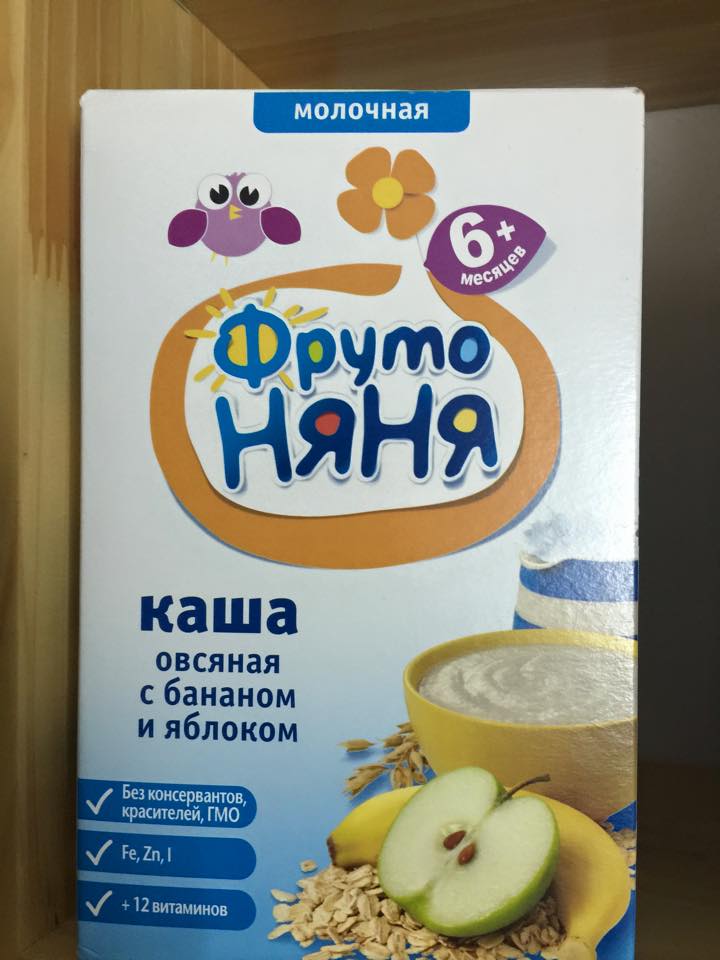 молочная
6+
месяцев
Фруто
Няня
каша
овсяная
с бананом
и яблоком
Без консервантов,
красителей, ГМО
Fe, Zn, I
+ 12 витаминов